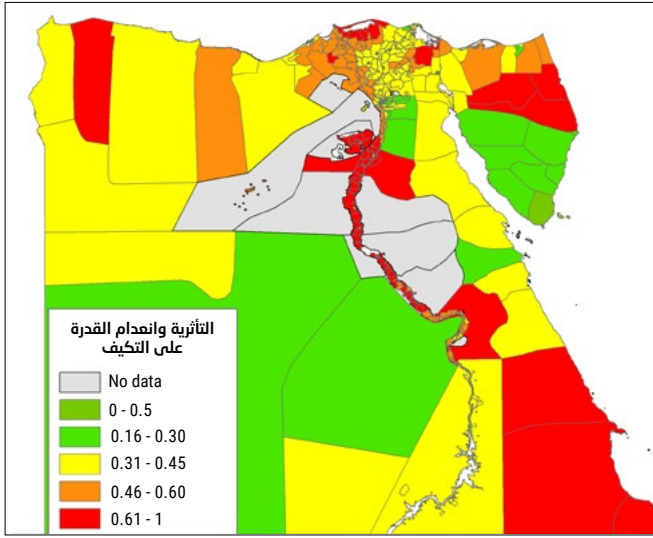 التأثرية وانعدام القدرة
على التكيف
No data
0 - 0.5
0.16 - 0.30
0.31 - 0.45
0.46 - 0.60
0.61 - 1